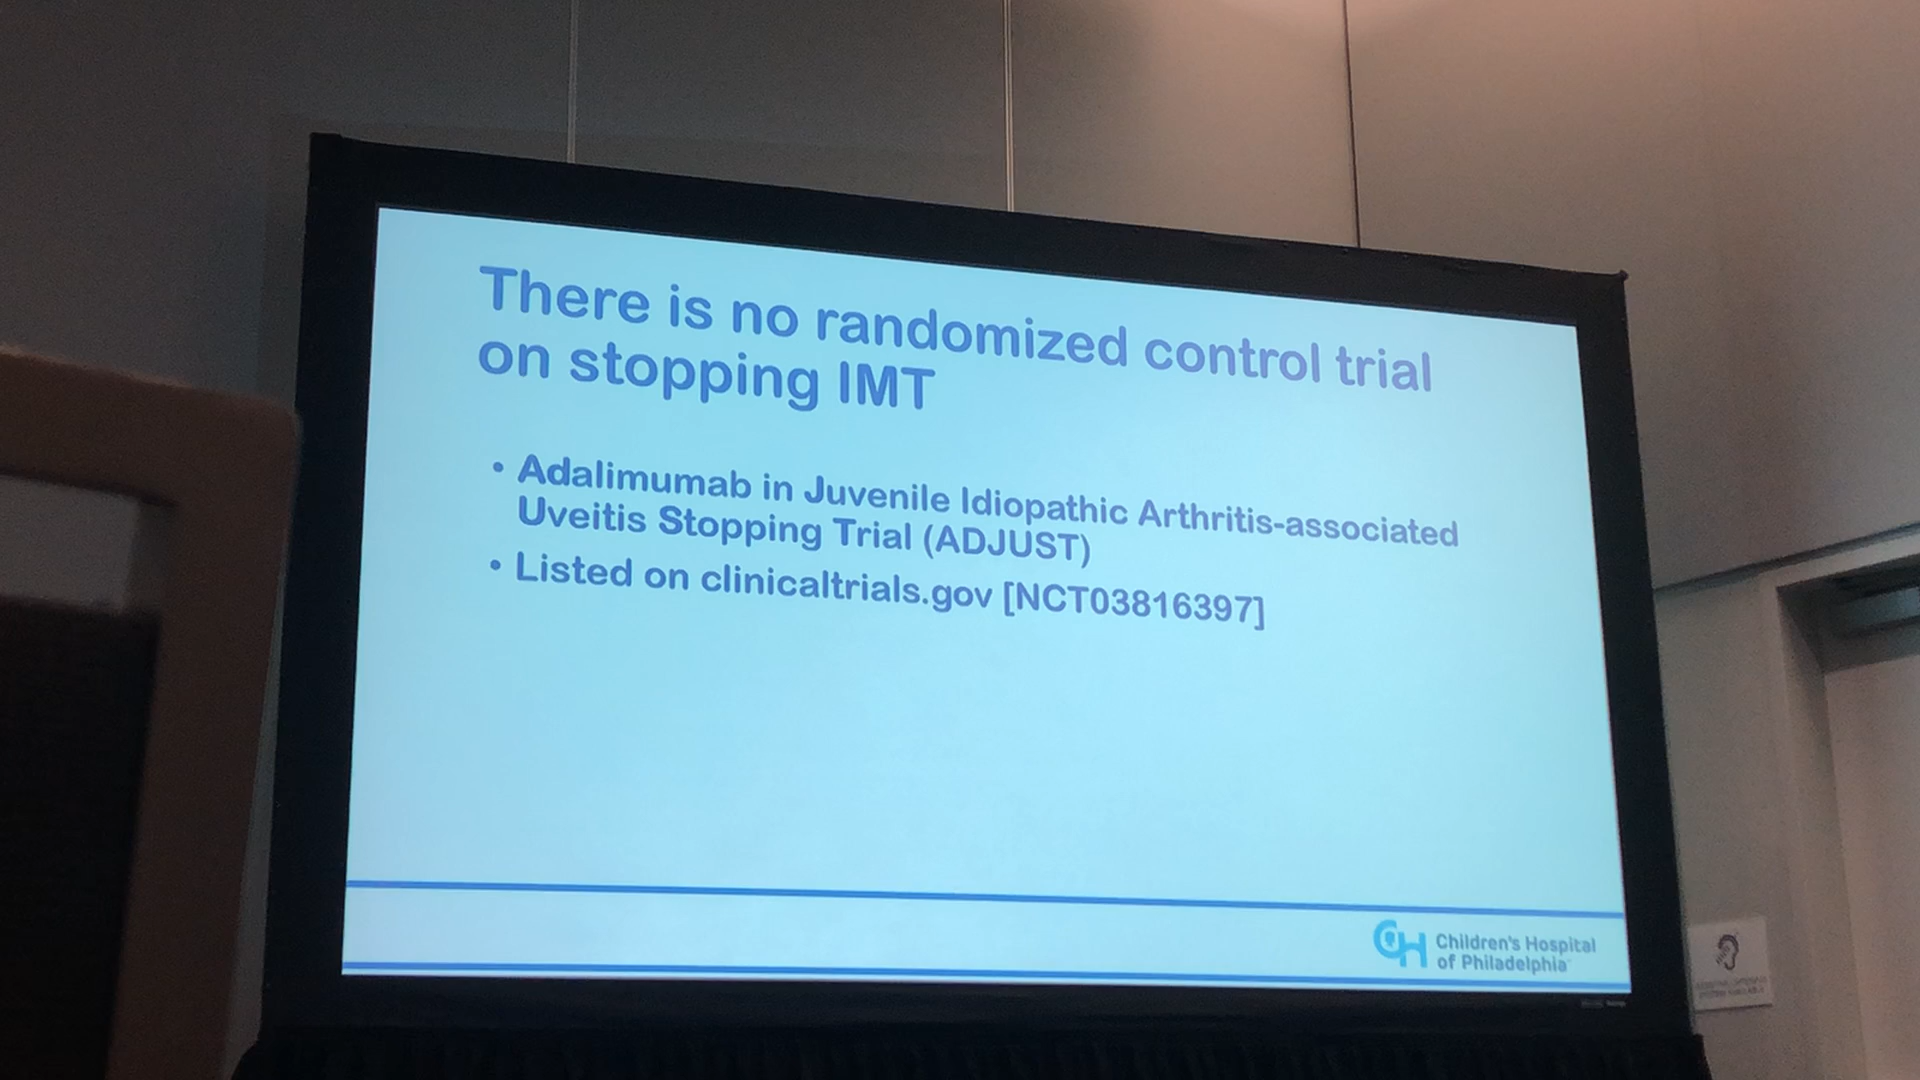 There is no randomized control trial
on stopping IMT
• Adalimumab in Juvenile Idiopathic Arthritis-associated
Uveitis Stopping Trial (ADJUST)
• Listed on clinicaltrials.gov [NCT03816397]
Children's Hospital
of Philadelphia